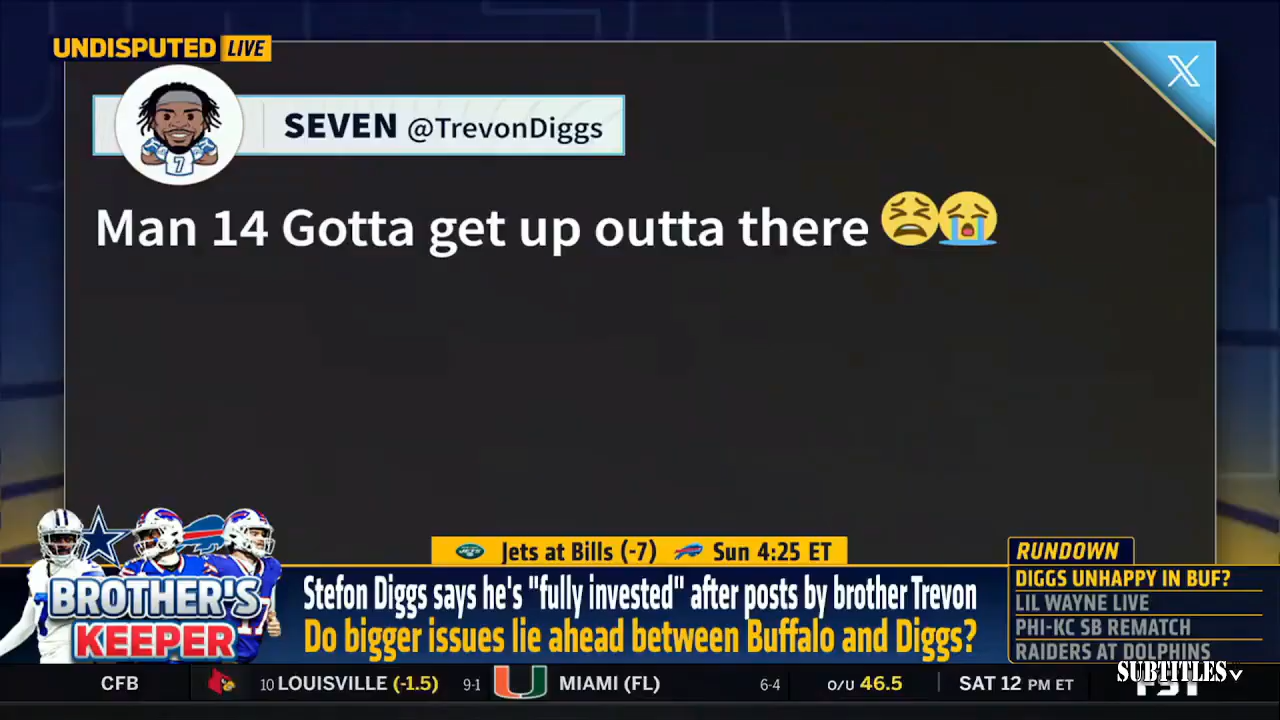 UNDISPUTED LIVE
SEVEN @TrevonDiggs
7
Man 14 Gotta get up outta there 😫😭
Jets at Bills (-7) Sun 4:25 ET
BROTHER'S
KEEPER
Stefon Diggs says he's "fully invested" after posts by brother Trevon
Do bigger issues lie ahead between Buffalo and Diggs?
RUNDOWN
DIGGS UNHAPPY IN BUF?
LIL WAYNE LIVE
PHI-KC SB REMATCH
RAIDERS AT DOLPHINS
CFB 10 LOUISVILLE (-1.5) 9-1 MIAMI (FL) 6-4 O/U 46.5 SAT 12 PM ET
SUBTITLES